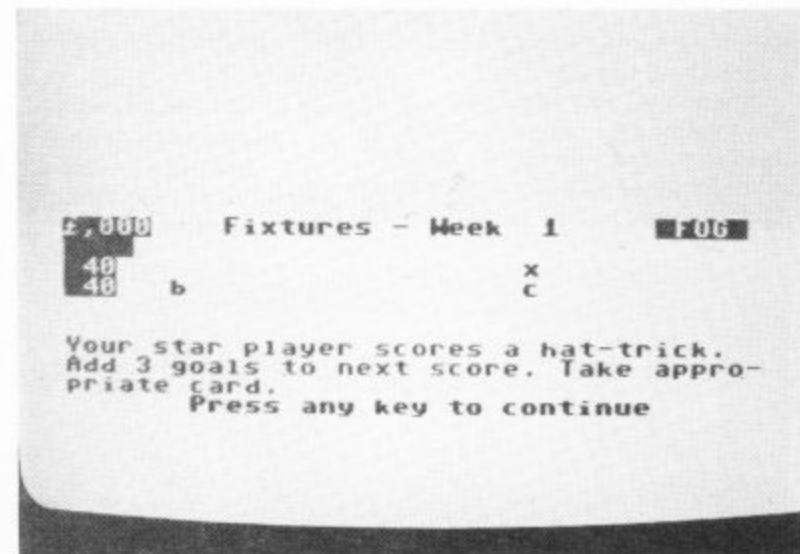 £,000 Fixtures - Week 1 FOG
40 x
40 b c
Your star player scores a hat-trick.
Add 3 goals to next score. Take appro-
priate card.
Press any key to continue